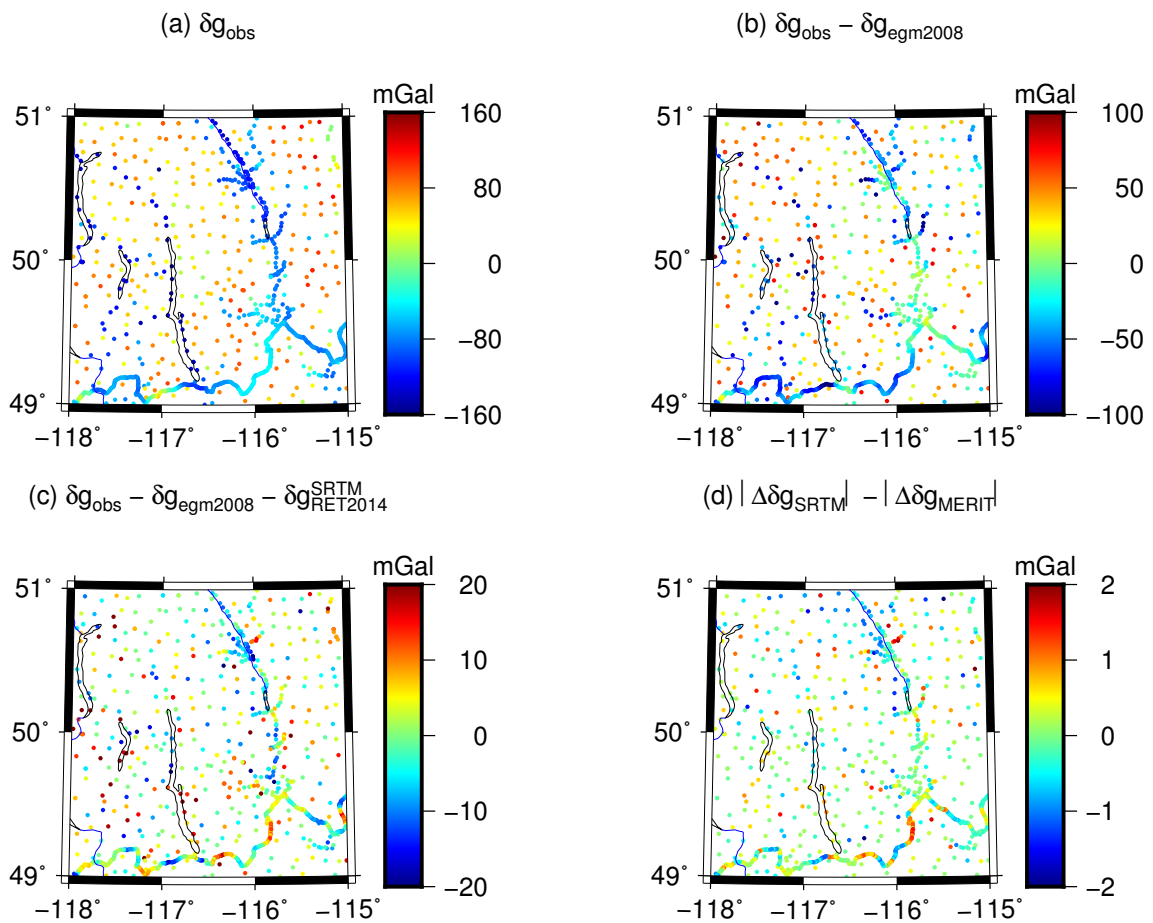 (a) δg_obs
(b) δg_obs − δg_egm2008
mGal
160
80
0
−80
−160
51˚
50˚
49˚
−118 −117 −116 −115˚
mGal
100
50
0
−50
−100
51˚
50˚
49˚
−118 −117 −116 −115˚
(c) δg_obs − δg_egm2008 − δg_RET2014^SRTM
(d) | Δδg_SRTM| − | Δδg_MERIT|
mGal
20
10
0
−10
−20
51˚
50˚
49˚
−118 −117 −116 −115˚
mGal
2
1
0
−1
−2
51˚
50˚
49˚
−118 −117 −116 −115˚